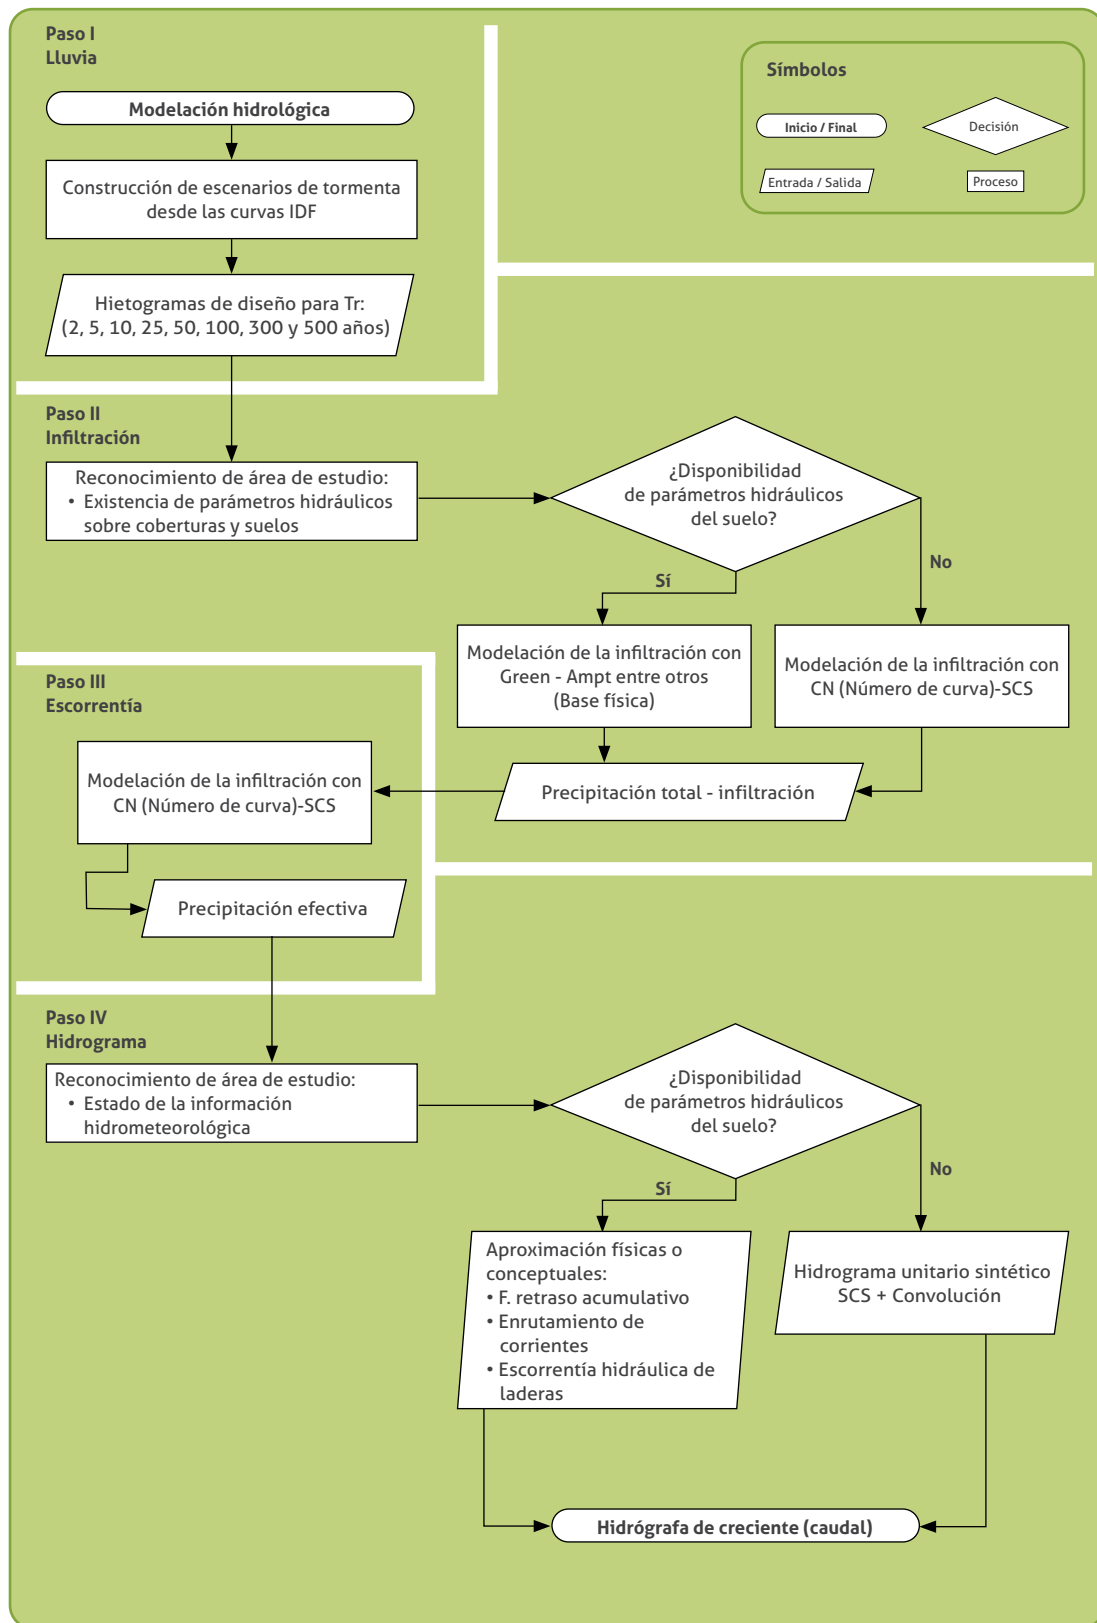 Paso I
Lluvia
Modelación hidrológica
Construcción de escenarios de tormenta
desde las curvas IDF
Hietogramas de diseño para Tr:
(2, 5, 10, 25, 50, 100, 300 y 500 años)
Símbolos
Inicio / Final
Decisión
Entrada / Salida
Proceso
Paso II
Infiltración
Reconocimiento de área de estudio:
• Existencia de parámetros hidráulicos
sobre coberturas y suelos
¿Disponibilidad
de parámetros hidráulicos
del suelo?
Sí
No
Modelación de la infiltración con
Green - Ampt entre otros
(Base física)
Modelación de la infiltración con
CN (Número de curva)-SCS
Precipitación total - infiltración
Paso III
Escorrentía
Modelación de la infiltración con
CN (Número de curva)-SCS
Precipitación efectiva
Paso IV
Hidrograma
Reconocimiento de área de estudio:
• Estado de la información
hidrometeorológica
¿Disponibilidad
de parámetros hidráulicos
del suelo?
Sí
No
Aproximación físicas o
conceptuales:
• F. retraso acumulativo
• Enrutamiento de
corrientes
• Escorrentía hidráulica de
laderas
Hidrograma unitario sintético
SCS + Convolución
Hidrógrafa de creciente (caudal)